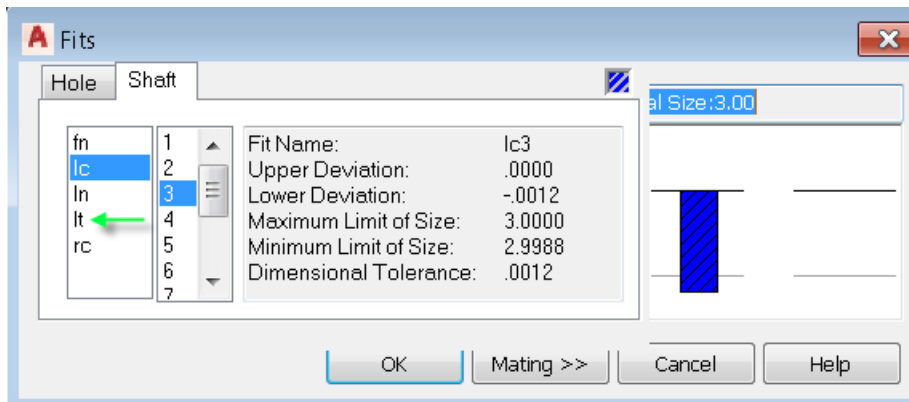 Fits
Hole Shaft
al Size:3.00
fn
lc
ln
lt
rc
1
2
3
4
5
6
7
Fit Name: lc3
Upper Deviation: .0000
Lower Deviation: -.0012
Maximum Limit of Size: 3.0000
Minimum Limit of Size: 2.9988
Dimensional Tolerance: .0012
OK Mating >> Cancel Help